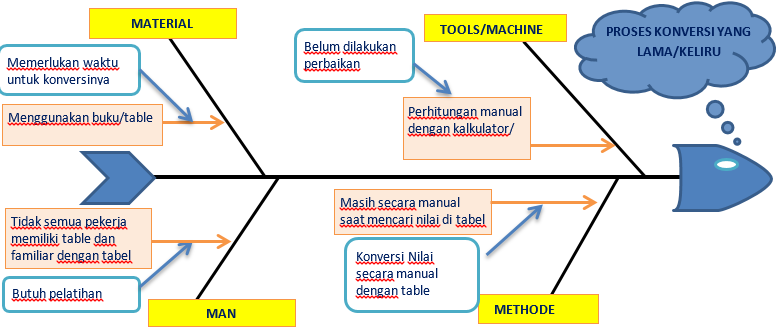 MATERIAL
Memerlukan waktu
untuk konversinya
Menggunakan buku/table
Belum dilakukan
perbaikan
TOOLS/MACHINE
Perhitungan manual
dengan kalkulator/
PROSES KONVERSI YANG
LAMA/KELIRU
Tidak semua pekerja
memiliki table dan
familiar dengan tabel
Butuh pelatihan
MAN
Masih secara manual
saat mencari nilai di tabel
Konversi Nilai
secara manual
dengan table
METHODE